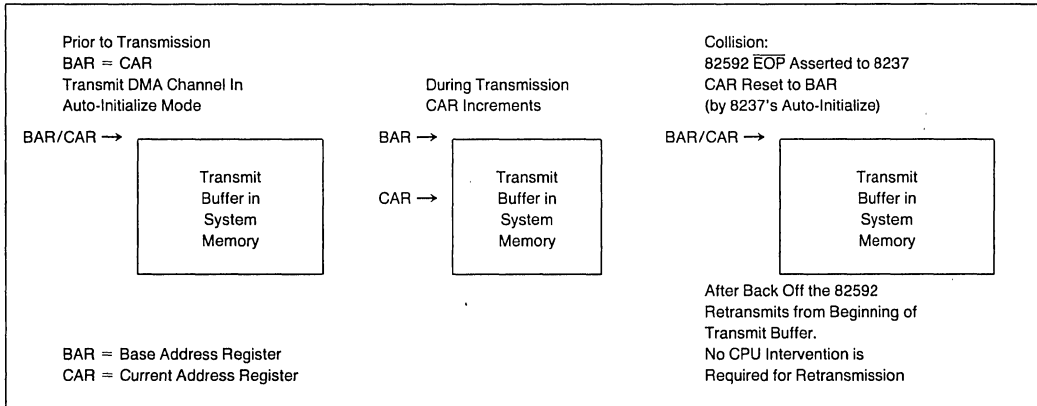 Prior to Transmission
BAR = CAR
Transmit DMA Channel In
Auto-Initialize Mode
BAR/CAR →
Transmit
Buffer in
System
Memory
BAR = Base Address Register
CAR = Current Address Register
During Transmission
CAR Increments
BAR →
CAR →
Transmit
Buffer in
System
Memory
Collision:
82592 E̅O̅P̅ Asserted to 8237
CAR Reset to BAR
(by 8237's Auto-Initialize)
BAR/CAR →
Transmit
Buffer in
System
Memory
After Back Off the 82592
Retransmits from Beginning of
Transmit Buffer.
No CPU Intervention is
Required for Retransmission